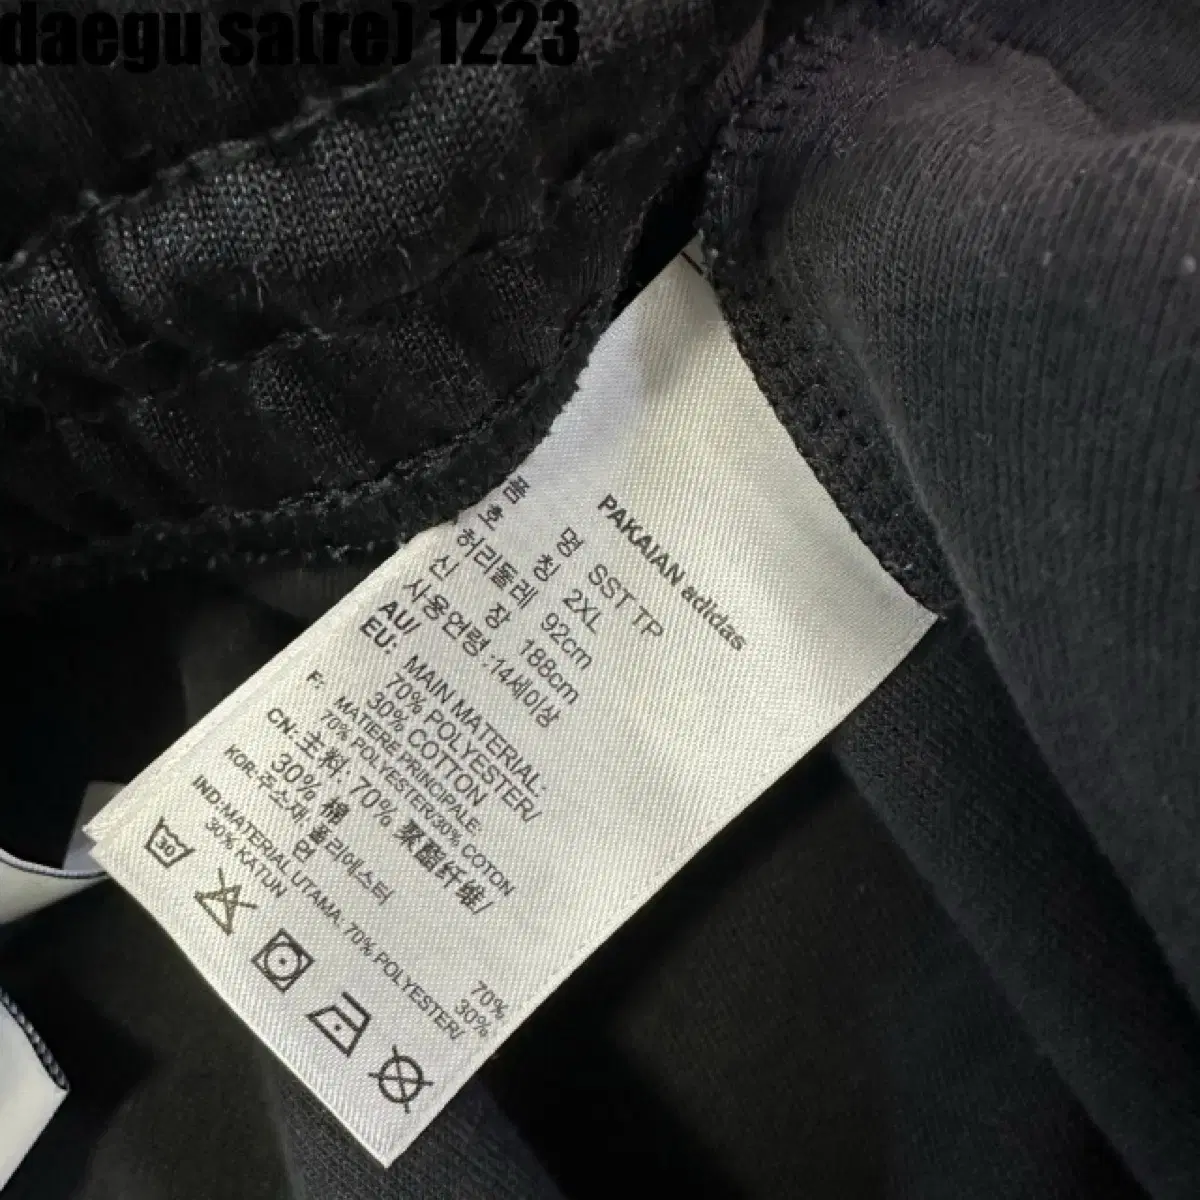 daegu sa(re) 1223
PAKAIAN adidas
품 명 SST TP
호 칭 2XL
허리둘레 92cm
신 장 188cm
사용연령 :14세이상
AU/ EU: MAIN MATERIAL:
70% POLYESTER/
30% COTTON
F: MATIERE PRINCIPALE:
70% POLYESTER/30% COTON
CN: 主料: 70% 聚酯纤维/
30% 棉
KOR: 주소재: 폴리에스터 70%
면 30%
IND: MATERIAL UTAMA: 70% POLYESTER/
30% KATUN
30